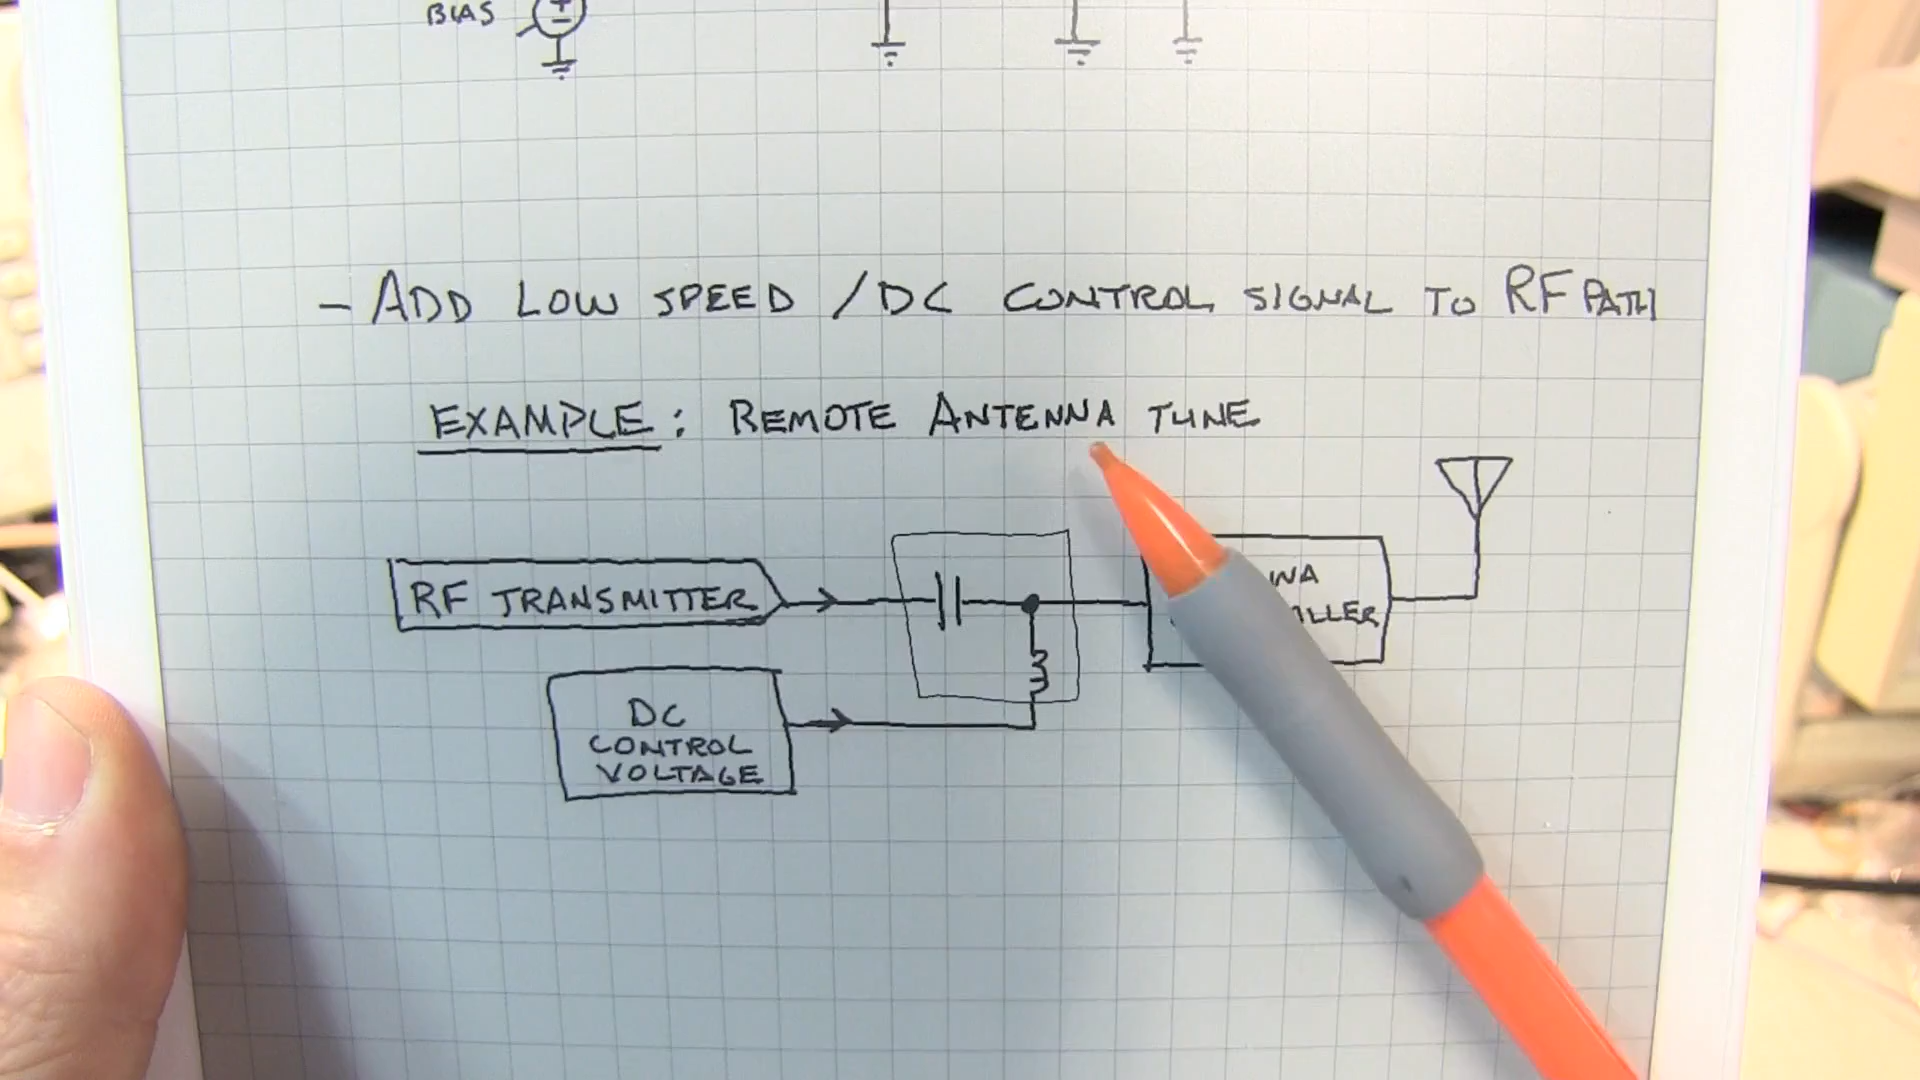 BIAS
- ADD LOW SPEED / DC CONTROL SIGNAL TO RF PATH
EXAMPLE: REMOTE ANTENNA TUNE
RF TRANSMITTER
DC
CONTROL
VOLTAGE